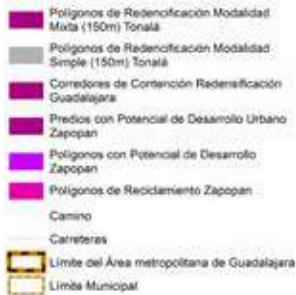 Polígonos de Redencificación Modalidad
Mixta (150m) Tonalá
Polígonos de Redencificación Modalidad
Simple (150m) Tonalá
Corredores de Contención Redensificación
Guadalajara
Predios con Potencial de Desarrollo Urbano
Zapopan
Polígonos con Potencial de Desarrollo
Zapopan
Polígonos de Reciclamiento Zapopan
Camino
Carreteras
Límite del Área metropolitana de Guadalajara
Límite Municipal